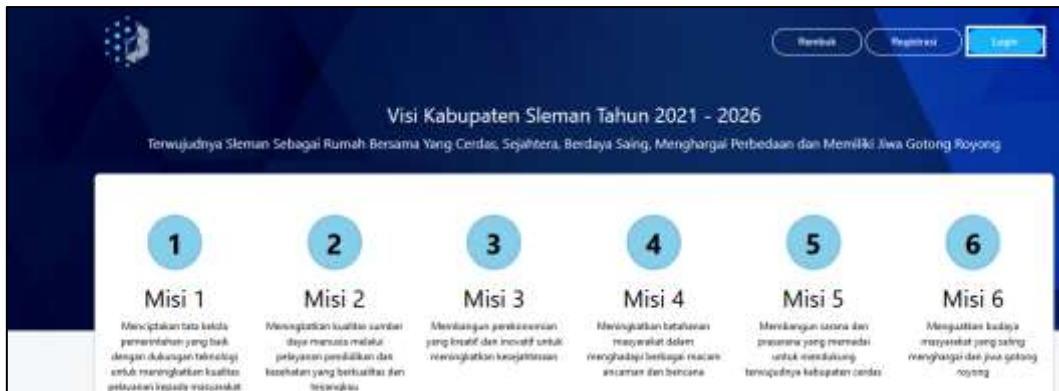 Rembuk
Registrasi
Login
Visi Kabupaten Sleman Tahun 2021 - 2026
Terwujudnya Sleman Sebagai Rumah Bersama Yang Cerdas, Sejahtera, Berdaya Saing, Menghargai Perbedaan dan Memiliki Jiwa Gotong Royong
1
Misi 1
Menciptakan tata kelola
pemerintahan yang baik
dengan dukungan teknologi
untuk meningkatkan kualitas
pelayanan kepada masyarakat
2
Misi 2
Meningkatkan kualitas sumber
daya manusia melalui
pelayanan pendidikan dan
kesehatan yang berkualitas dan
terjangkau
3
Misi 3
Membangun perekonomian
yang kreatif dan inovatif untuk
meningkatkan kesejahteraan
4
Misi 4
Meningkatkan ketahanan
masyarakat dalam
menghadapi berbagai macam
ancaman dan bencana
5
Misi 5
Membangun sarana dan
prasarana yang memadai
untuk mendukung
terwujudnya kabupaten cerdas
6
Misi 6
Menguatkan budaya
masyarakat yang saling
menghargai dan jiwa gotong
royong